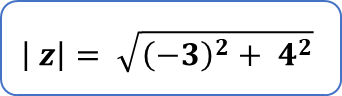 | z| = √(−3)² + 4²